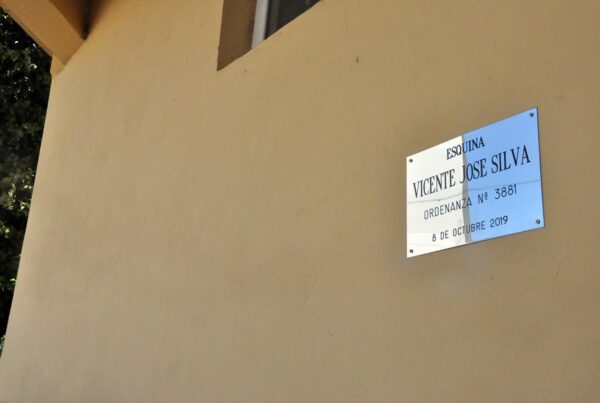 ESQUINA
VICENTE JOSE SILVA
ORDENANZA Nº 3881
8 DE OCTUBRE 2019